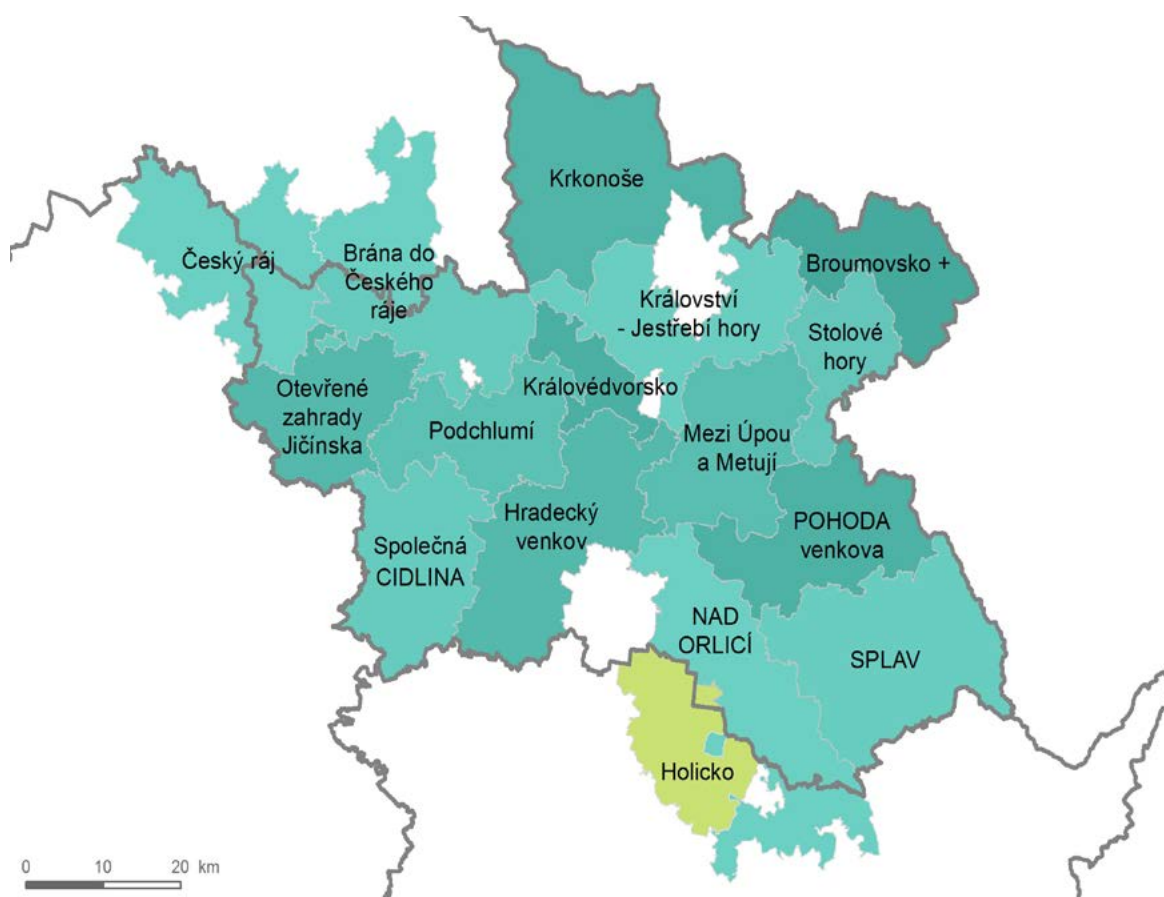 Krkonoše
Český ráj
Brána do
Českého
ráje
Broumovsko +
Království
- Jestřebí hory
Stolové
hory
Otevřené
zahrady
Jičínska
Královédvorsko
Podchlumí
Mezi Úpou
a Metují
Hradecký
venkov
POHODA
venkova
Společná
CIDLINA
NAD
ORLICÍ
SPLAV
Holicko
0 10 20 km